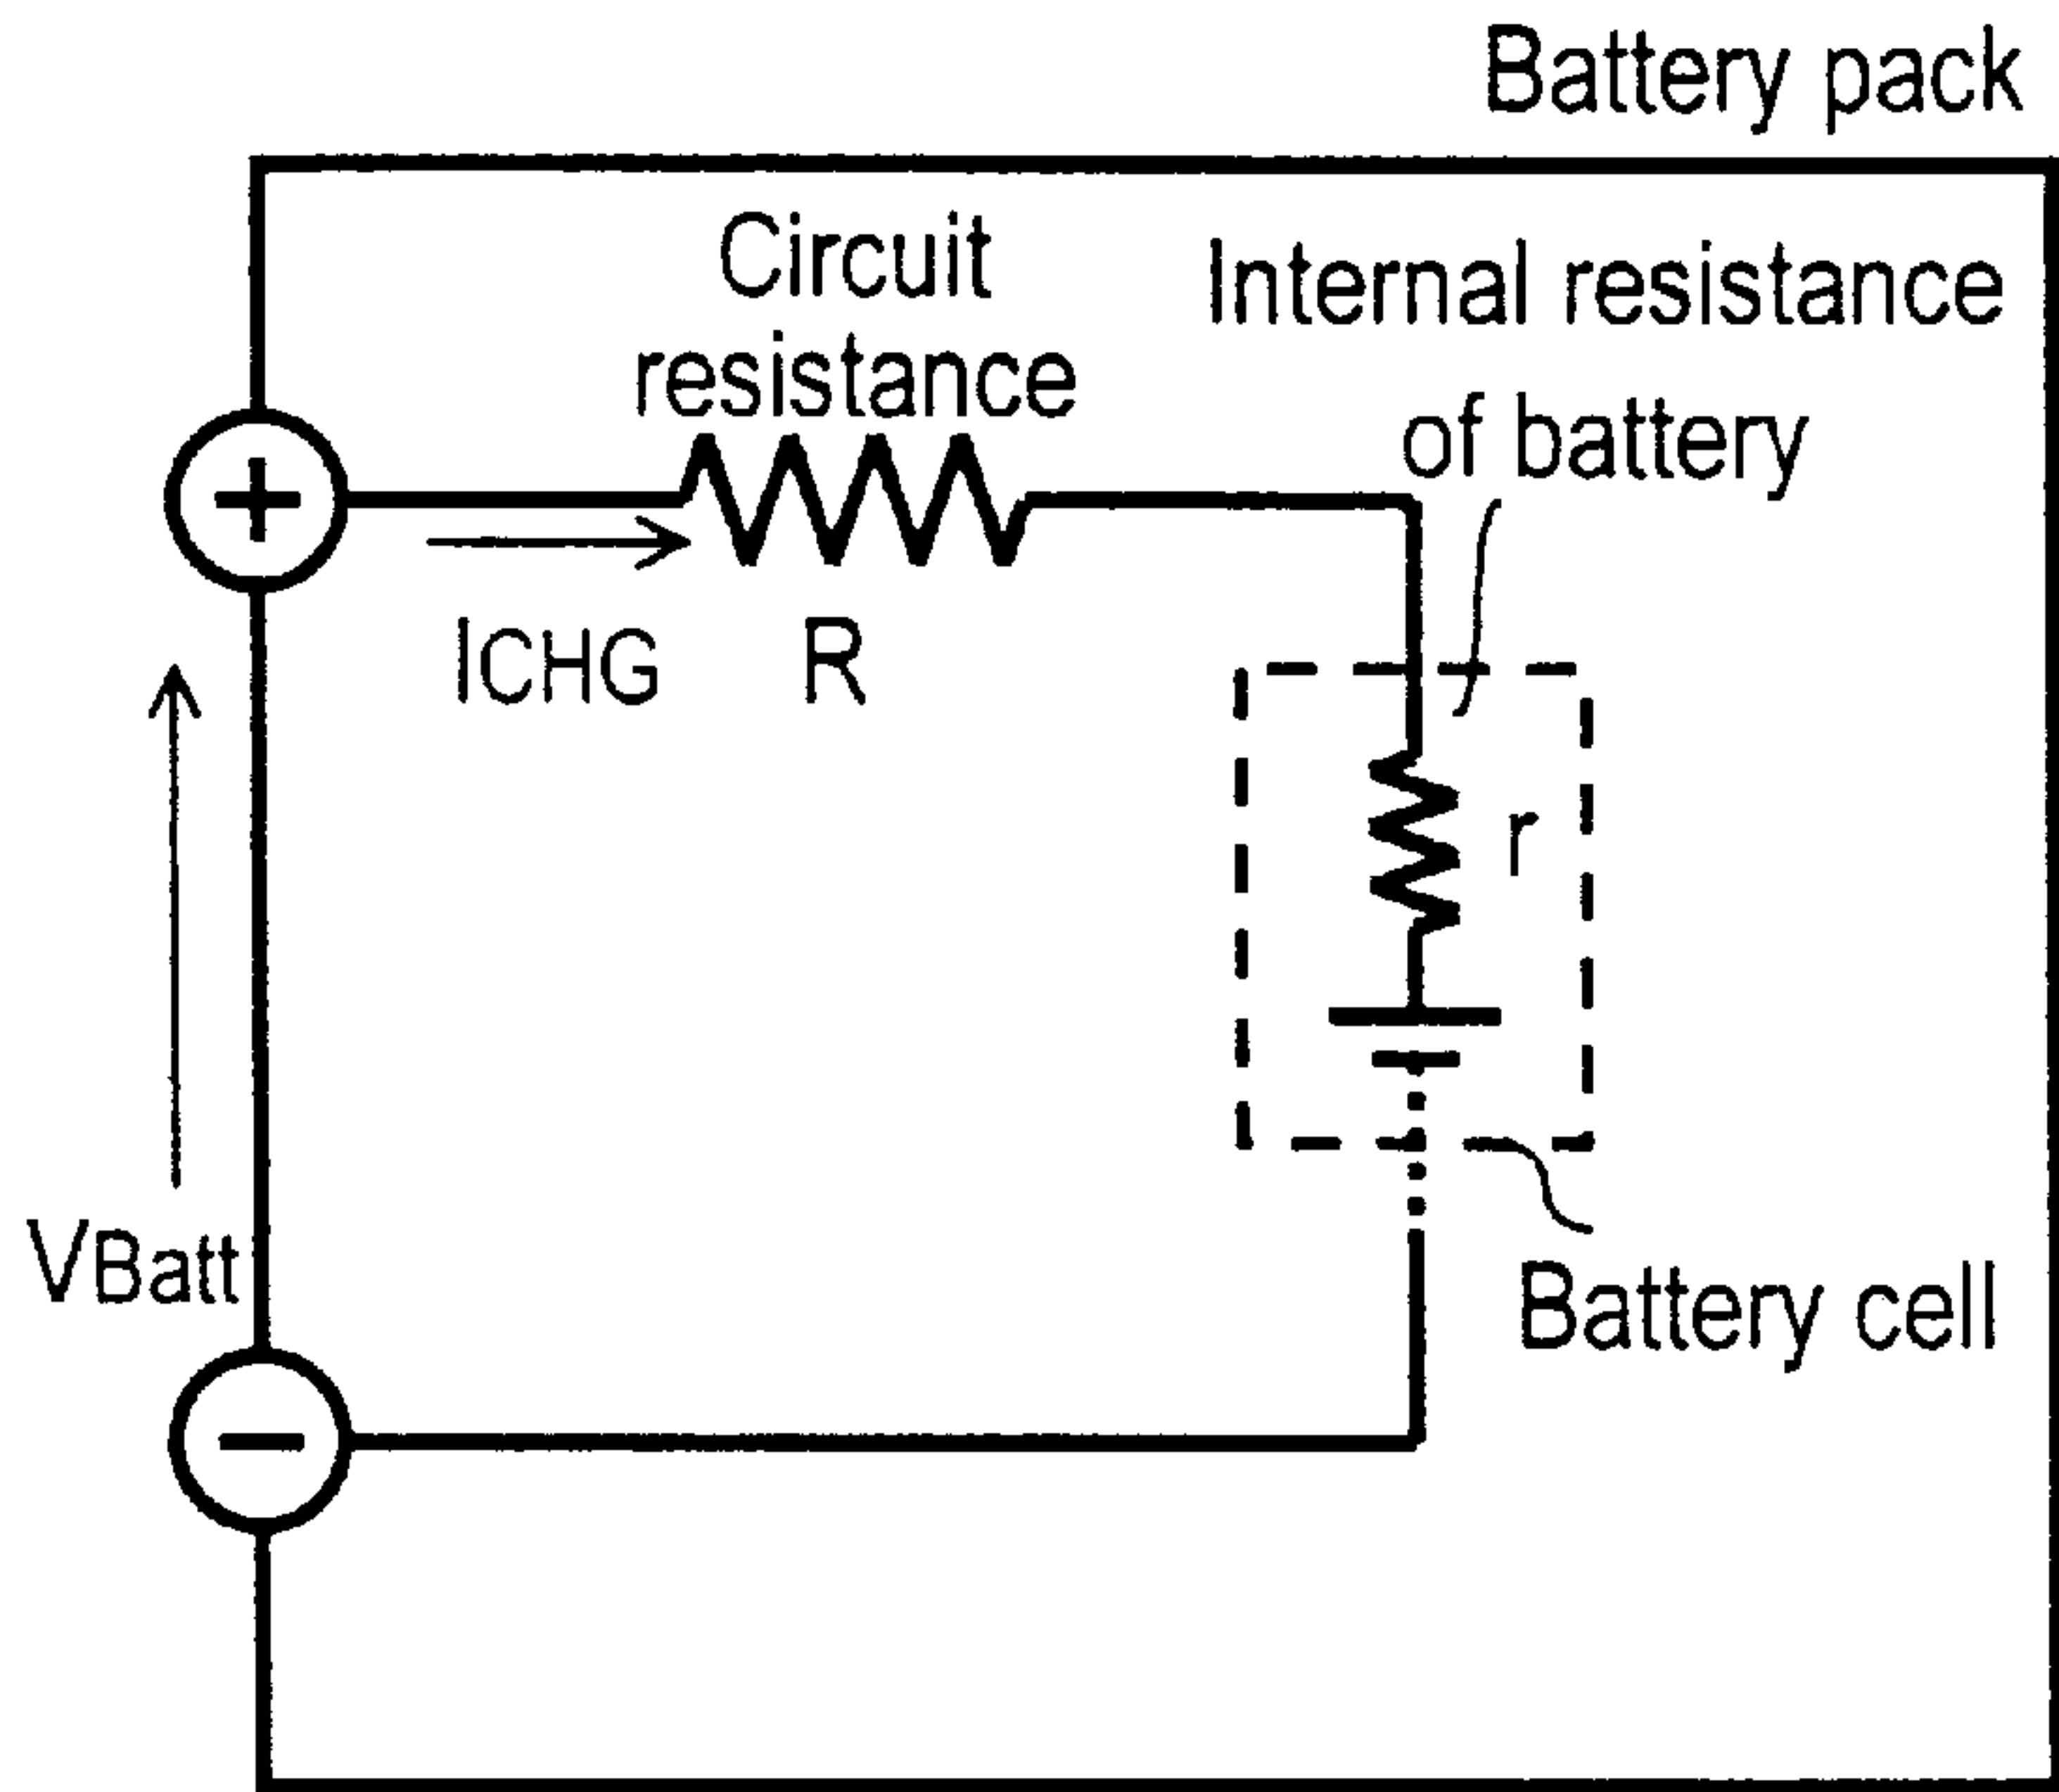 Battery pack
Circuit
resistance
Internal resistance
of battery
+
ICHG
R
r
VBatt
Battery cell
−